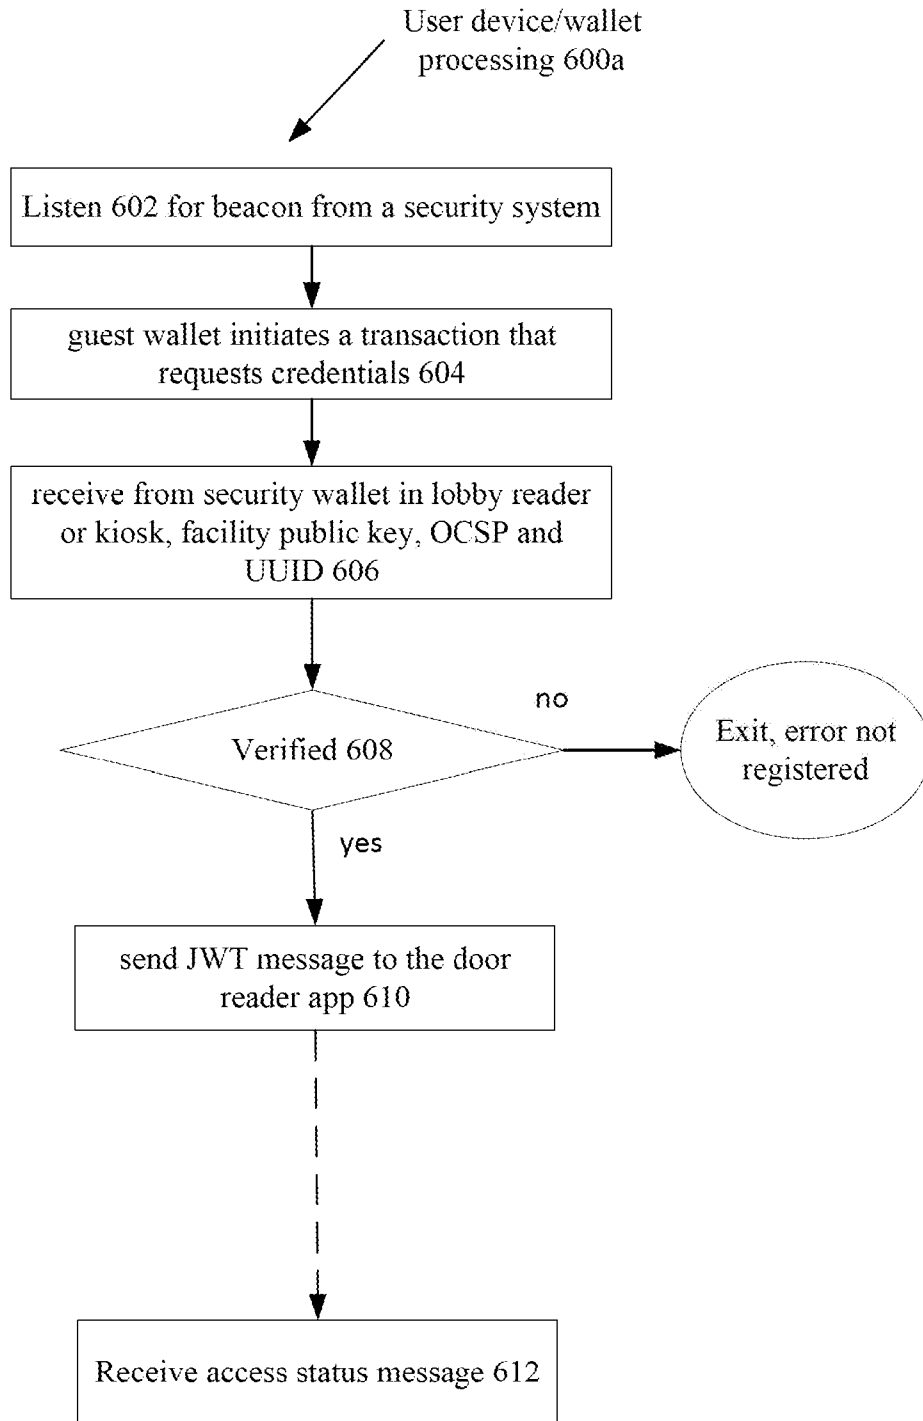 User device/wallet
processing 600a
Listen 602 for beacon from a security system
guest wallet initiates a transaction that
requests credentials 604
receive from security wallet in lobby reader
or kiosk, facility public key, OCSP and
UUID 606
Verified 608
no
Exit, error not
registered
yes
send JWT message to the door
reader app 610
Receive access status message 612